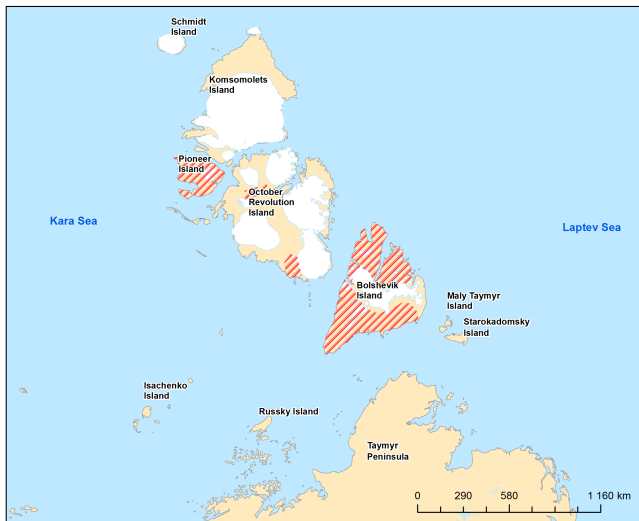 Schmidt
Island
Komsomolets
Island
Pioneer
Island
October
Revolution
Island
Kara Sea
Laptev Sea
Bolshevik
Island
Maly Taymyr
Island
Starokadomsky
Island
Isachenko
Island
Russky Island
Taymyr
Peninsula
0 290 580 1 160 km